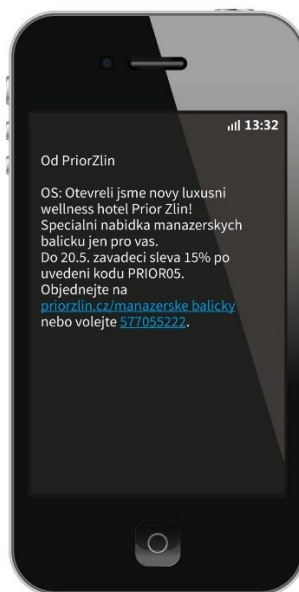 13:32
Od PriorZlin
OS: Otevreli jsme novy luxusni
wellness hotel Prior Zlin!
Specialni nabidka manazerskych
balicku jen pro vas.
Do 20.5. zavadeci sleva 15% po
uvedeni kodu PRIOR05.
Objednejte na
priorzlin.cz/manazerske balicky
nebo volejte 577055222.